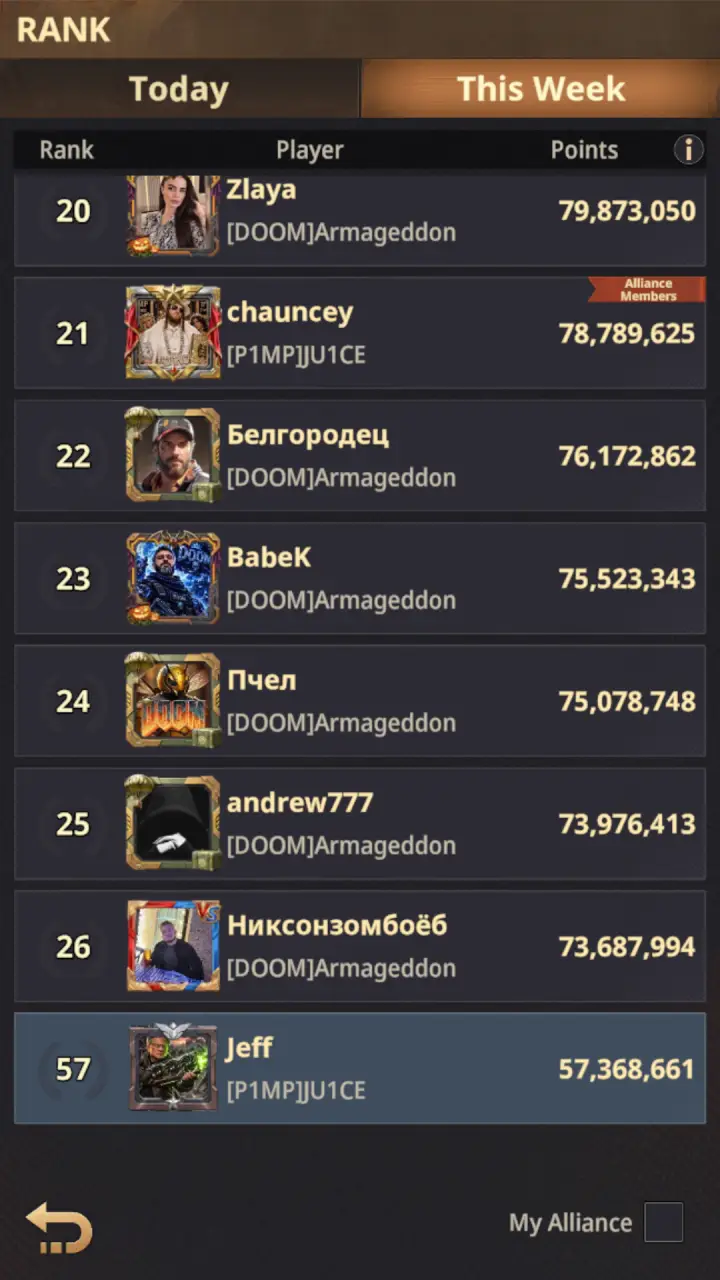 RANK
Today
This Week
Rank
Player
Points
i
20
Zlaya
[DOOM]Armageddon
79,873,050
21
chauncey
[P1MP]JU1CE
Alliance
Members
78,789,625
22
Белгородец
[DOOM]Armageddon
76,172,862
23
BabeK
[DOOM]Armageddon
75,523,343
DOOM
24
Пчел
[DOOM]Armageddon
75,078,748
DOOM
25
andrew777
[DOOM]Armageddon
73,976,413
26
VS
Никсонзомбоёб
[DOOM]Armageddon
73,687,994
57
Jeff
[P1MP]JU1CE
57,368,661
My Alliance